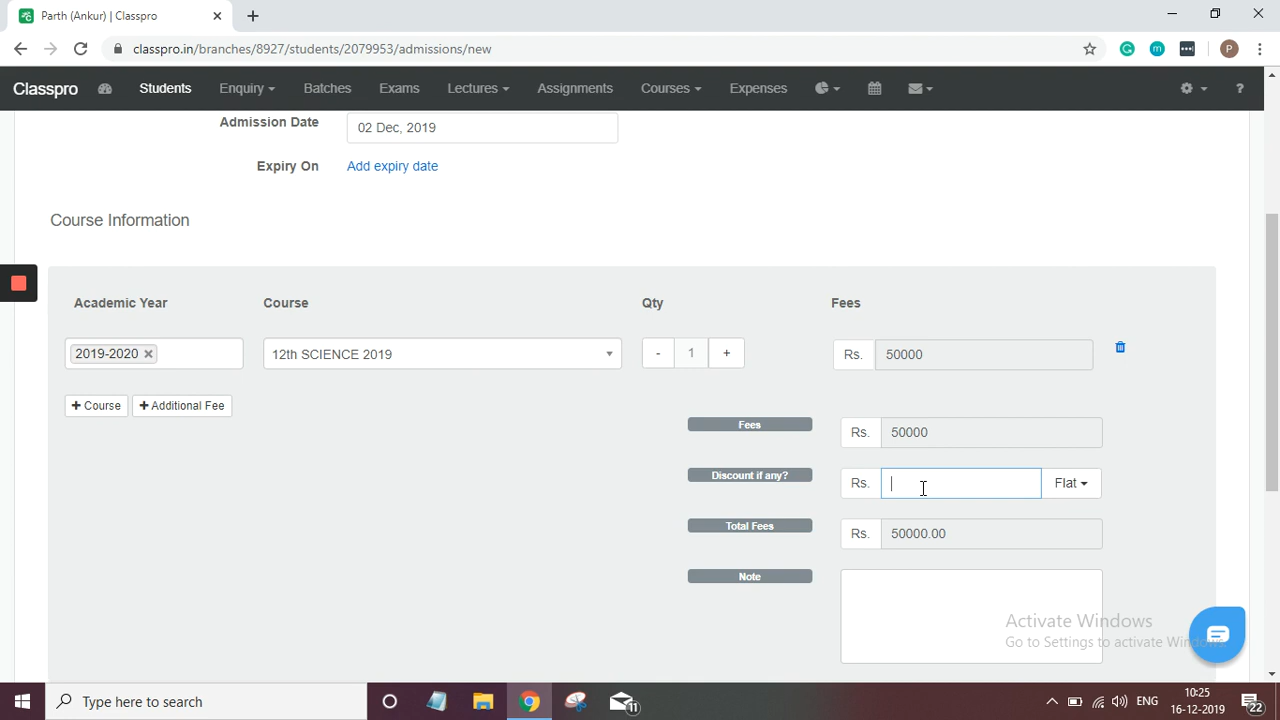 Parth (Ankur) | Classpro
classpro.in/branches/8927/students/2079953/admissions/new
P
Classpro Students Enquiry Batches Exams Lectures Assignments Courses Expenses ?
Admission Date 02 Dec, 2019
Expiry On Add expiry date
Course Information
Academic Year Course Qty Fees
2019-2020 × 12th SCIENCE 2019 - 1 + Rs. 50000
+ Course + Additional Fee
Fees Rs. 50000
Discount if any? Rs. Flat
Total Fees Rs. 50000.00
Note
Activate Windows
Go to Settings to activate Windows.
Type here to search 11 ENG 10:25
16-12-2019 22